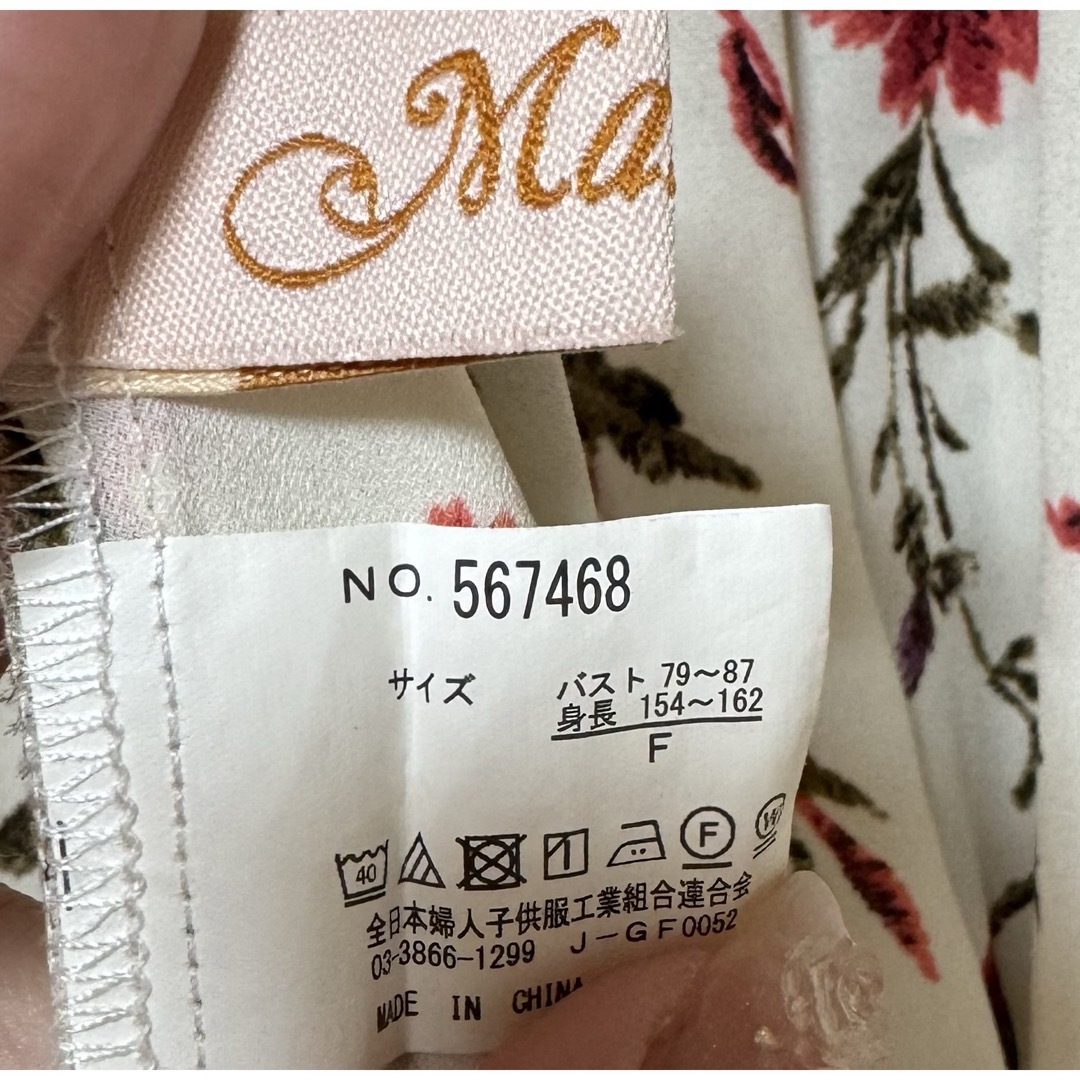 Ma
NO. 567468
サイズ
バスト 79〜87
身長 154〜162
F
40
F
W
全日本婦人子供服工業組合連合会
03-3866-1299 J-GF0052
MADE IN CHINA